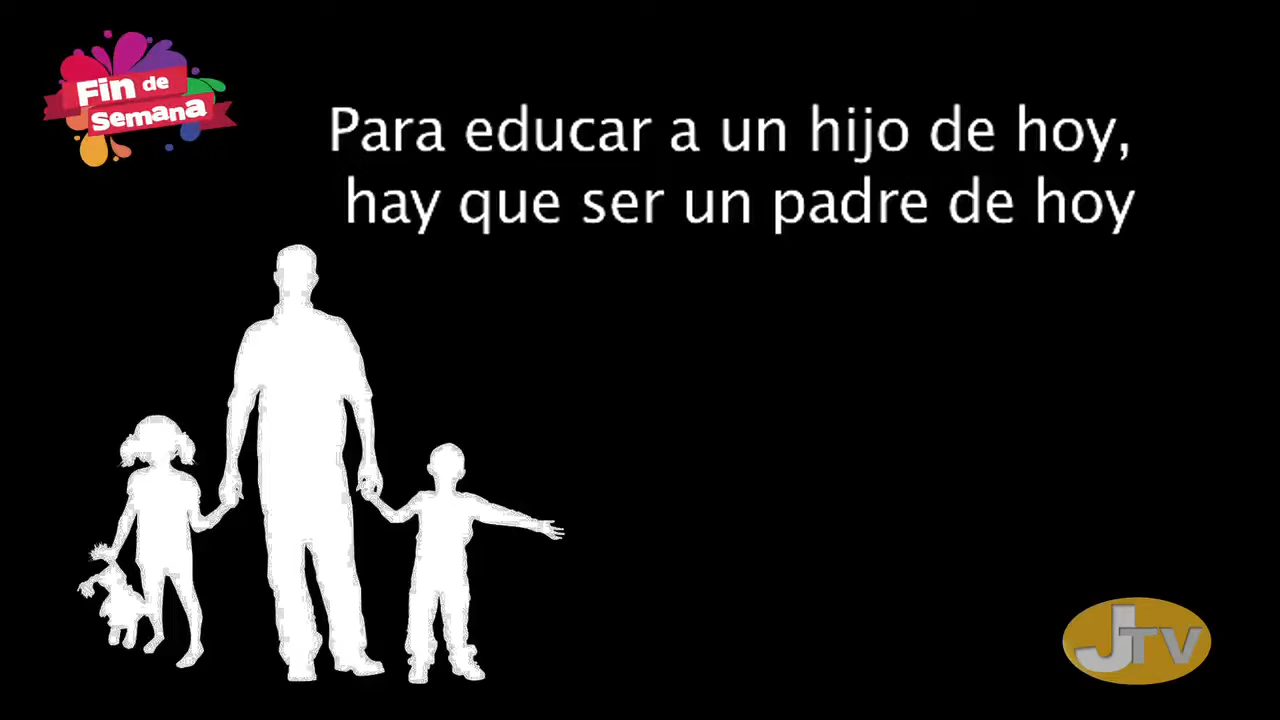 Fin de
Semana
Para educar a un hijo de hoy,
hay que ser un padre de hoy
JTV